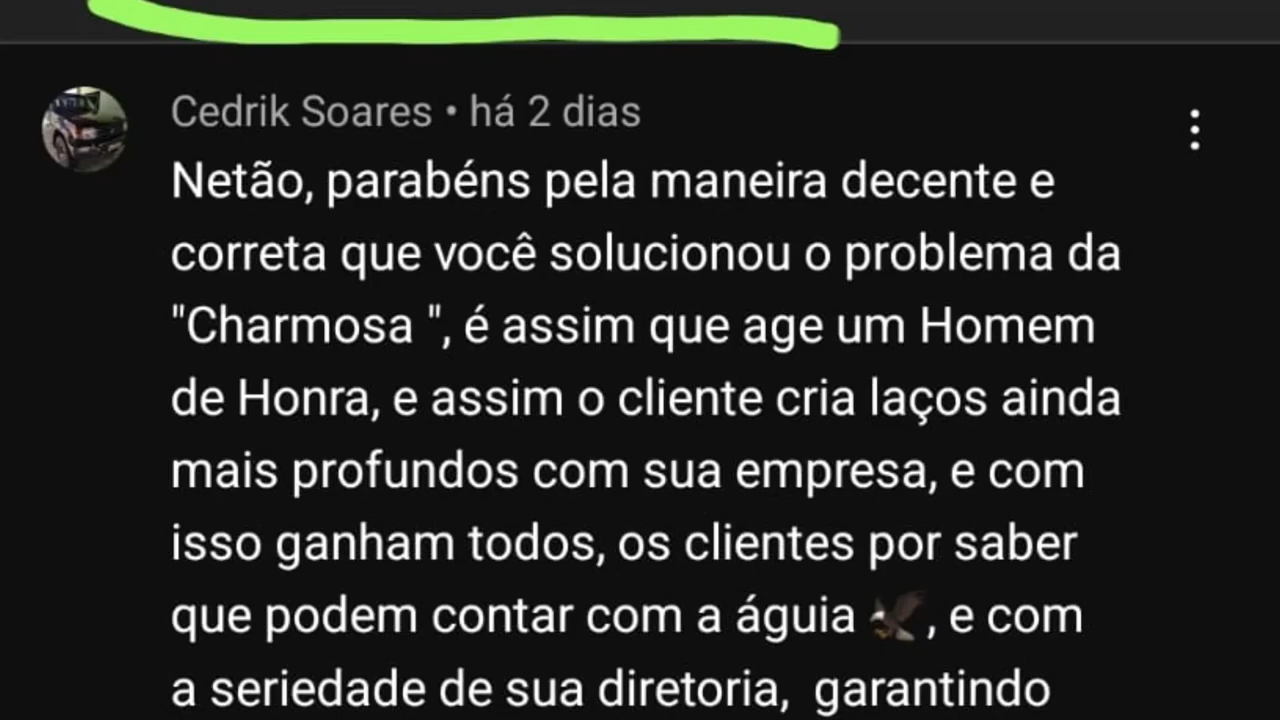 Cedrik Soares • há 2 dias
Netão, parabéns pela maneira decente e
correta que você solucionou o problema da
"Charmosa ", é assim que age um Homem
de Honra, e assim o cliente cria laços ainda
mais profundos com sua empresa, e com
isso ganham todos, os clientes por saber
que podem contar com a águia 🦅, e com
a seriedade de sua diretoria,  garantindo